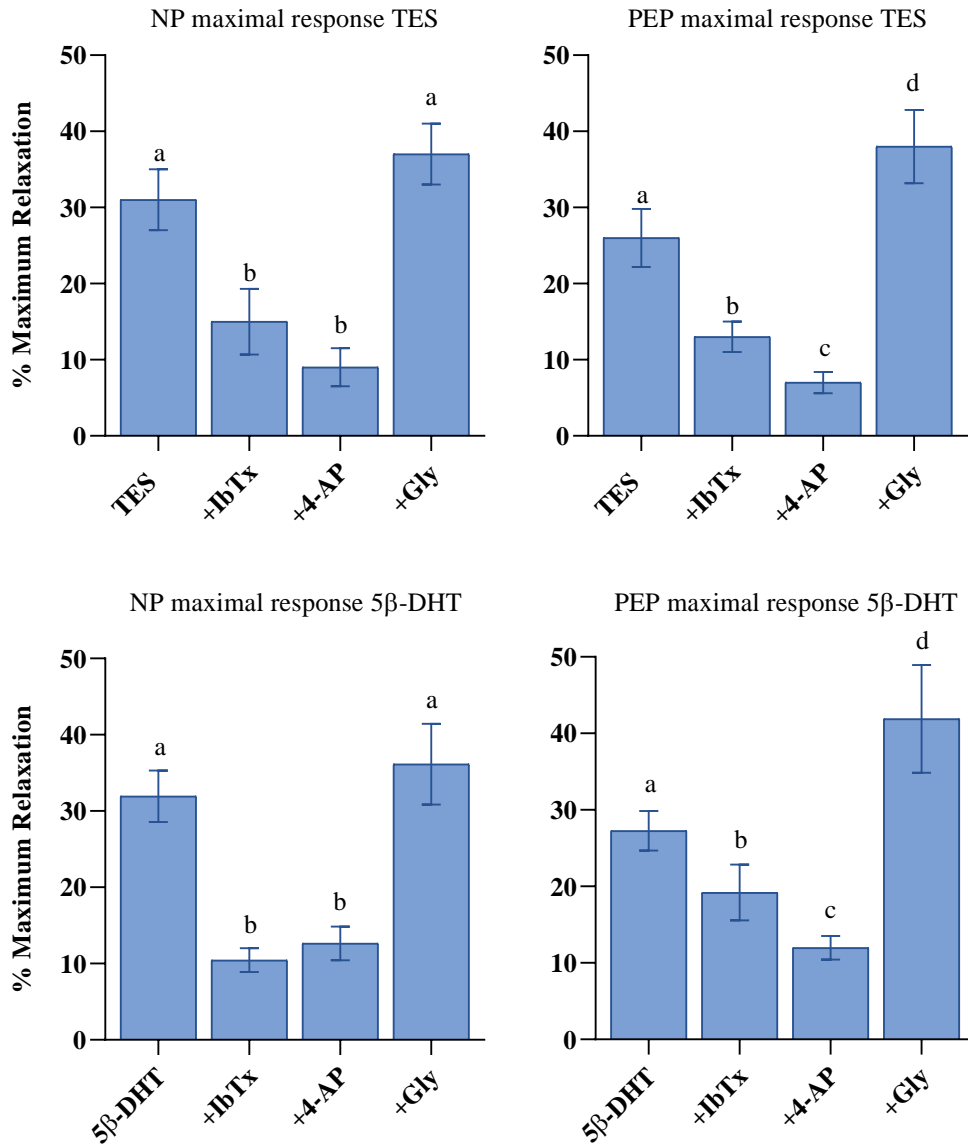 NP maximal response TES
% Maximum Relaxation
50
40
30
20
10
0
a
b
b
a
TES
+IbTx
+4-AP
+Gly
PEP maximal response TES
50
40
30
20
10
0
a
b
c
d
TES
+IbTx
+4-AP
+Gly
NP maximal response 5β-DHT
% Maximum Relaxation
50
40
30
20
10
0
a
b
b
a
5β-DHT
+IbTx
+4-AP
+Gly
PEP maximal response 5β-DHT
50
40
30
20
10
0
a
b
c
d
5β-DHT
+IbTx
+4-AP
+Gly